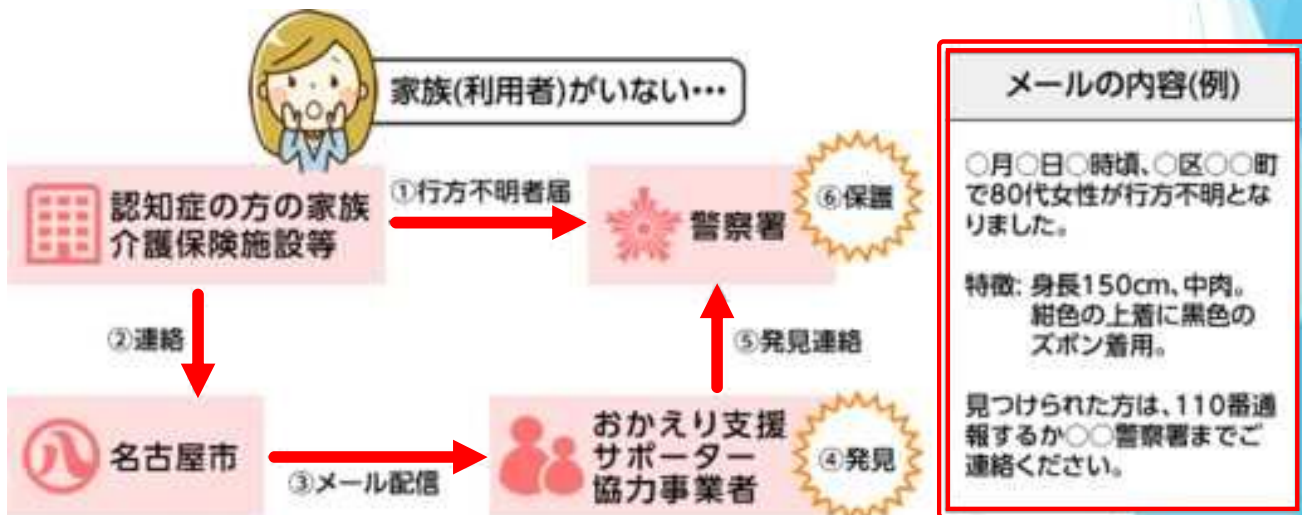 家族(利用者)がいない…
認知症の方の家族
介護保険施設等
①行方不明者届
警察署
⑥保護
②連絡
⑤発見連絡
名古屋市
③メール配信
おかえり支援
サポーター
協力事業者
④発見
メールの内容(例)
○月○日○時頃、○区○○町
で80代女性が行方不明とな
りました。
特徴: 身長150cm、中肉。
紺色の上着に黒色の
ズボン着用。
見つけられた方は、110番通
報するか○○警察署までご
連絡ください。